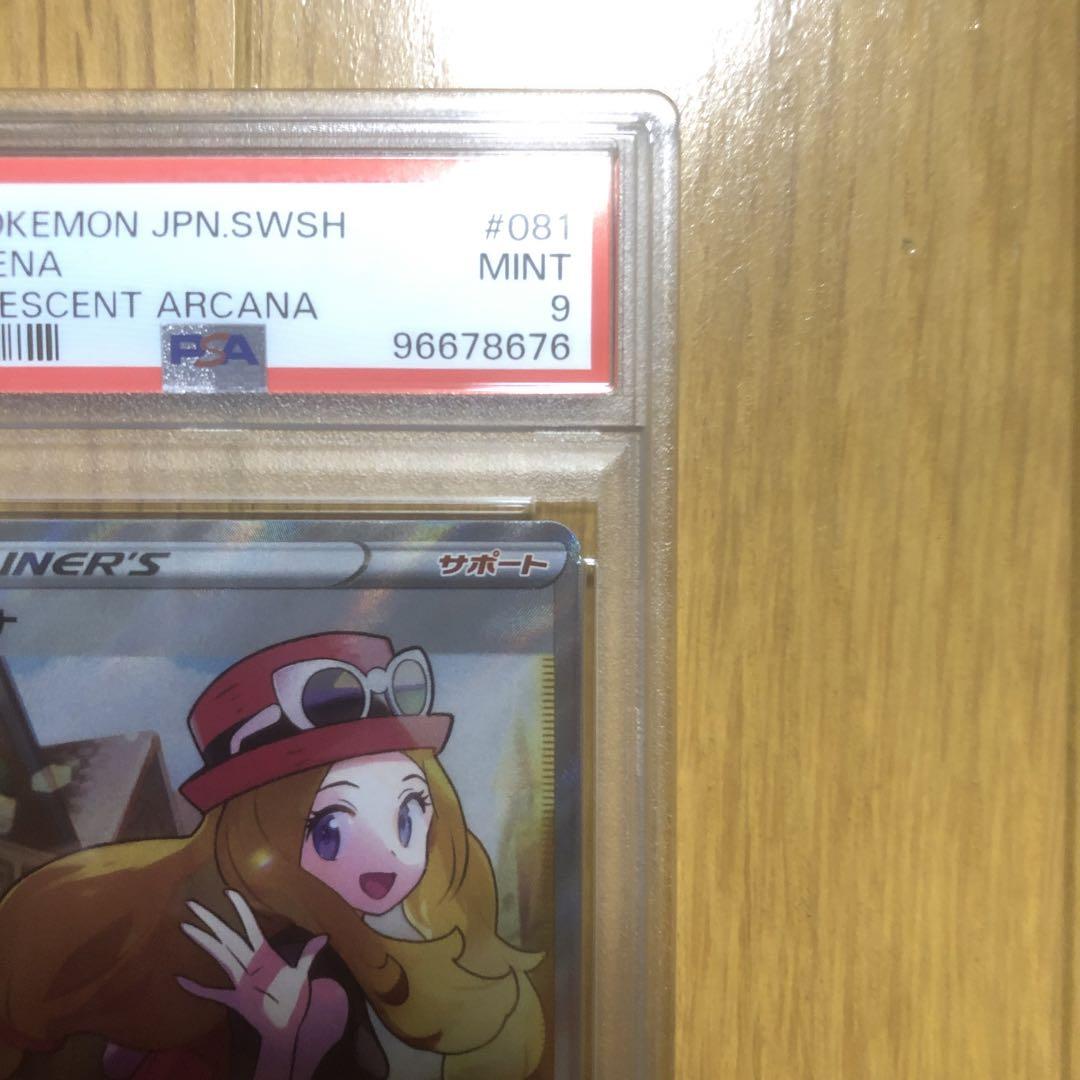 OKEMON JPN.SWSH #081
ENA MINT
ESCENT ARCANA 9
PSA 96678676
INER'S サポート